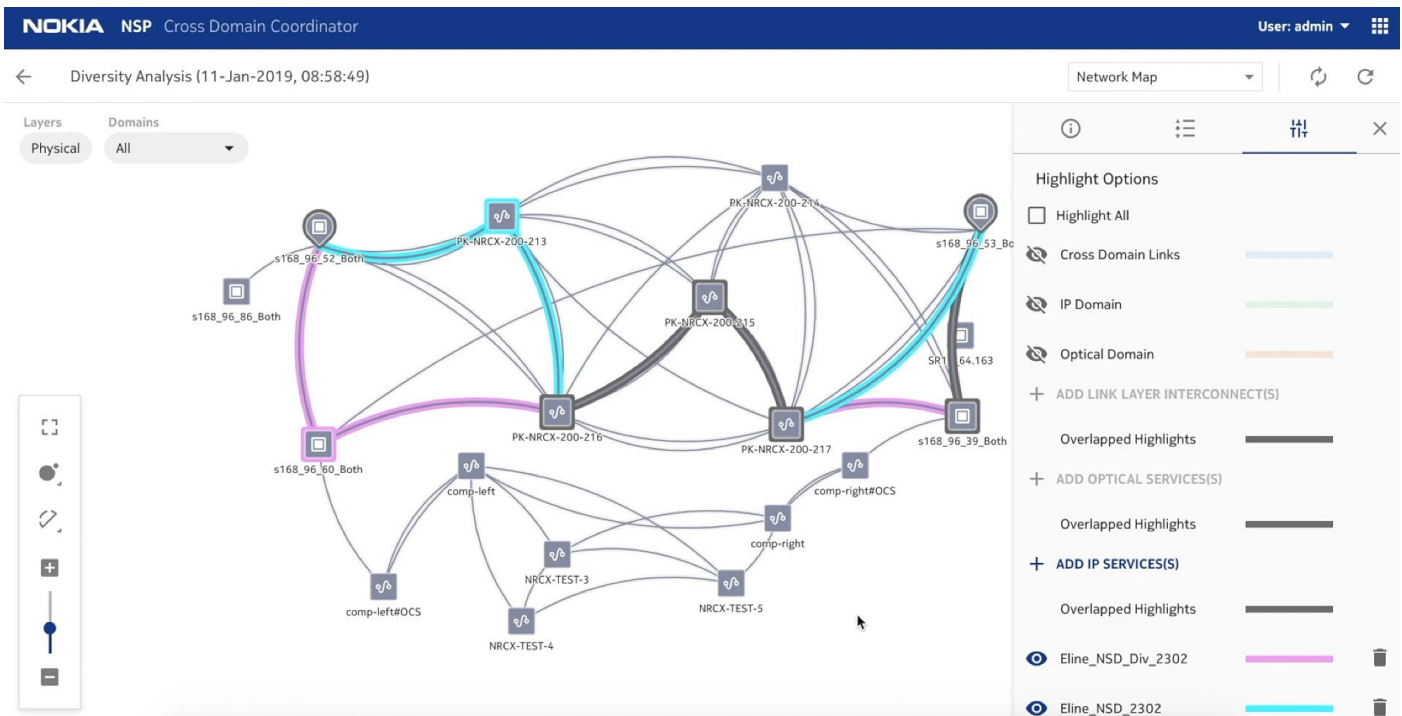 NOKIA NSP Cross Domain Coordinator
User: admin
Diversity Analysis (11-Jan-2019, 08:58:49)
Network Map
Layers
Domains
Physical
All
PK-NRCX-200-214
PK-NRCX-200-213
s168_96_53_Bo
s168_96_52_Both
s168_96_86_Both
PK-NRCX-200-215
64.163
PK-NRCX-200-216
s168_96_39_Both
PK-NRCX-200-217
s168_96_60_Both
comp-left
comp-right#OCS
comp-right
NRCX-TEST-3
comp-left#OCS
NRCX-TEST-5
NRCX-TEST-4
Highlight Options
Highlight All
Cross Domain Links
IP Domain
Optical Domain
ADD LINK LAYER INTERCONNECT(S)
Overlapped Highlights
ADD OPTICAL SERVICES(S)
Overlapped Highlights
ADD IP SERVICES(S)
Overlapped Highlights
Eline_NSD_Div_2302
Eline_NSD_2302